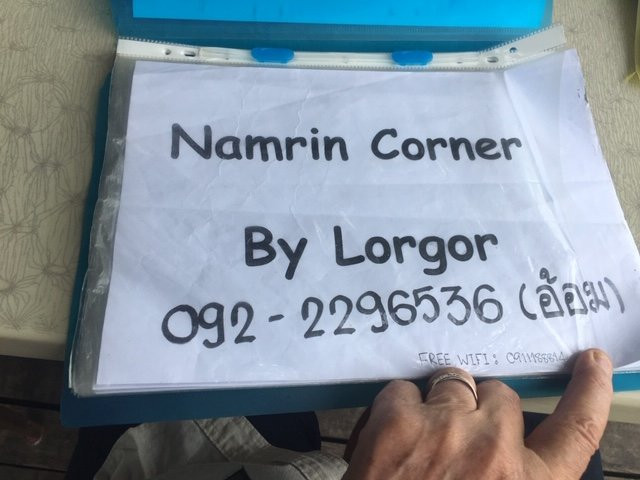 Namrin Corner
By Lorgor
092-2296536 (อ้อม)
FREE WIFI: